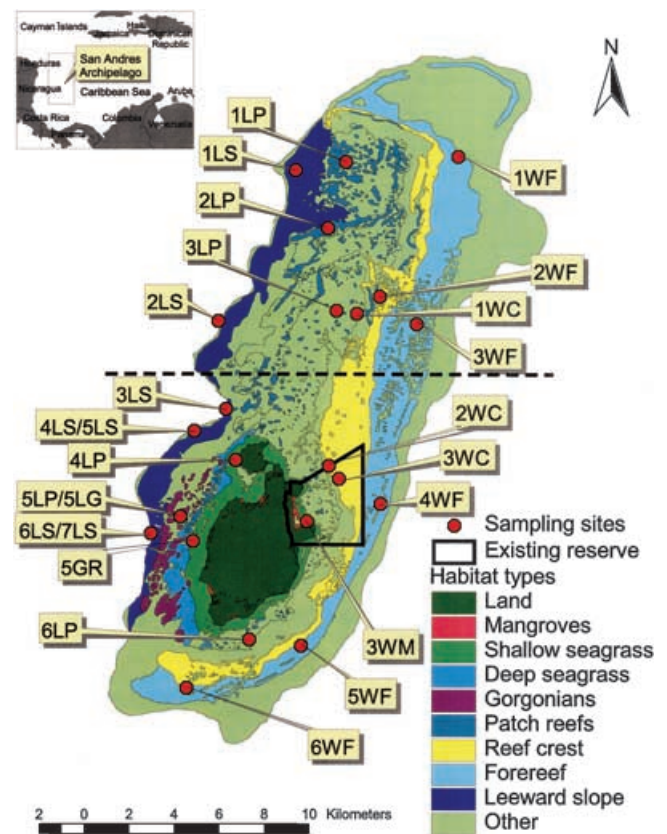 Cayman Islands
Jamaica
Haiti
Dominican
Republic
Honduras
San Andres
Archipelago
Nicaragua
Caribbean Sea
Aruba
Costa Rica
Panama
Colombia
Venezuela
N
1LP
1LS
1WF
2LP
3LP
2WF
2LS
1WC
3WF
3LS
2WC
4LS/5LS
3WC
4LP
4WF
5LP/5LG
6LS/7LS
5GR
6LP
3WM
5WF
6WF
Sampling sites
Existing reserve
Habitat types
Land
Mangroves
Shallow seagrass
Deep seagrass
Gorgonians
Patch reefs
Reef crest
Forereef
Leeward slope
Other
2 0 2 4 6 8 10 Kilometers